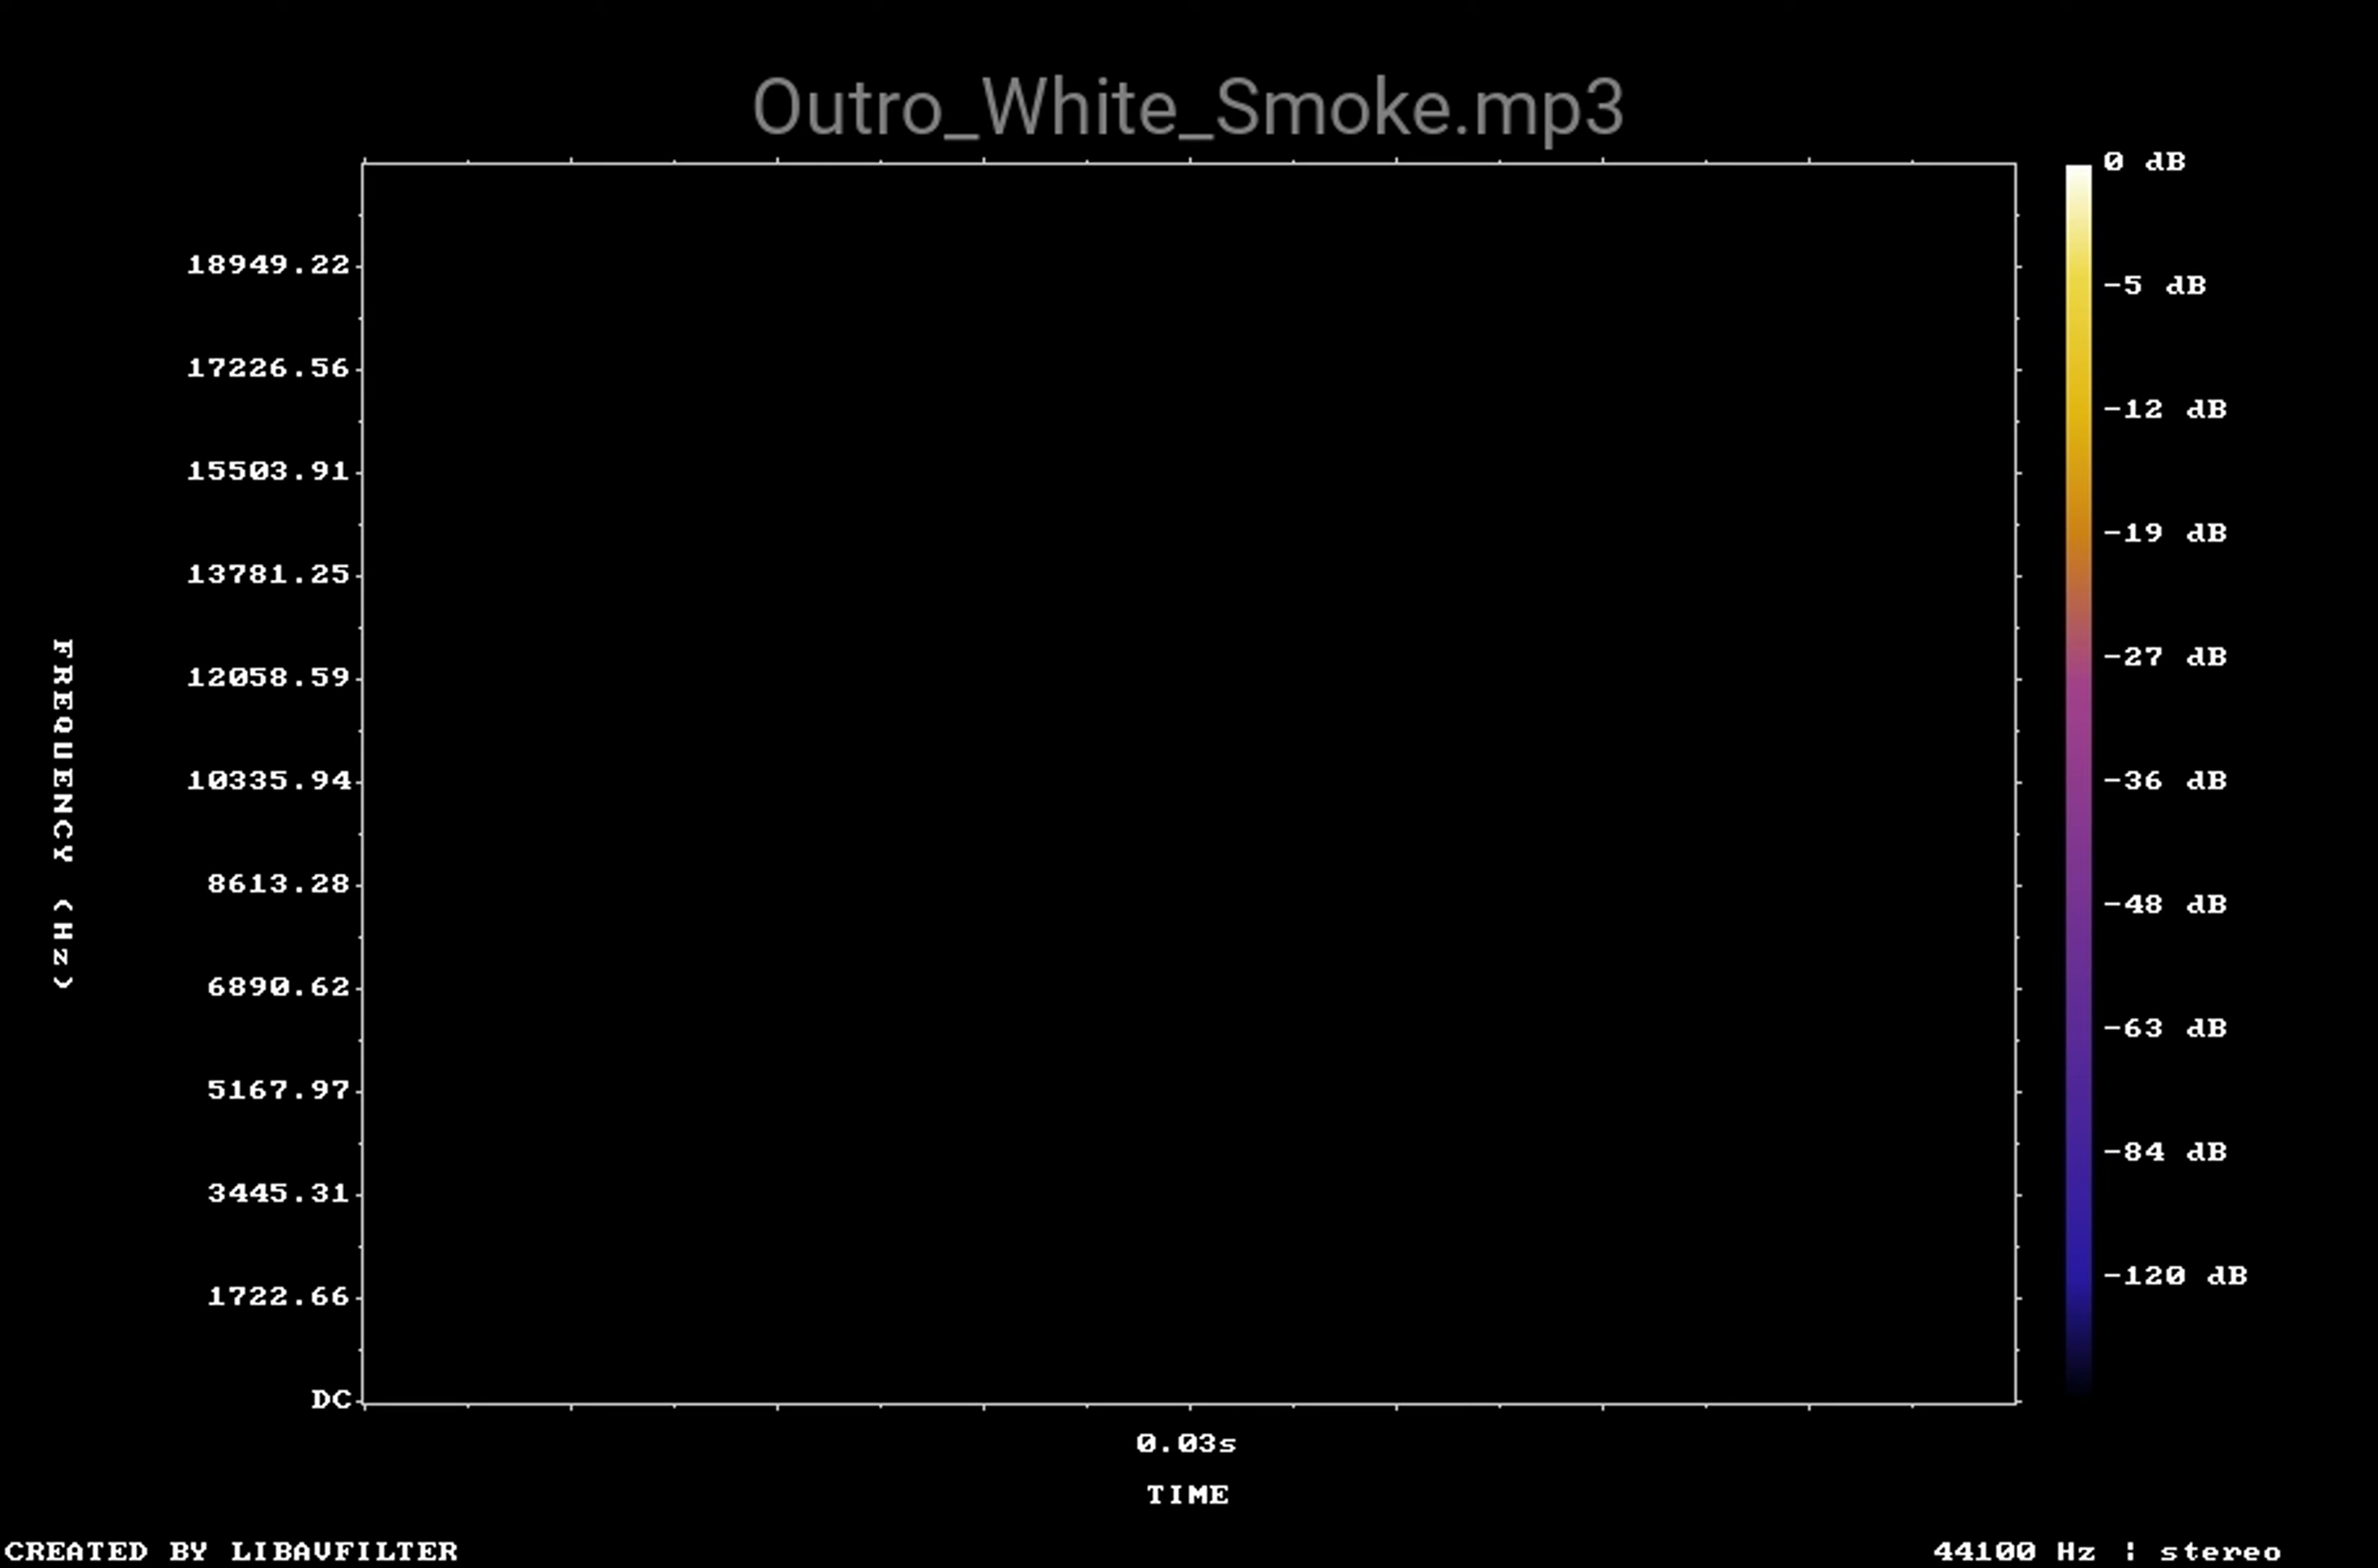 Outro_White_Smoke.mp3
0 dB
18949.22
-5 dB
17226.56
-12 dB
15503.91
-19 dB
13781.25
-27 dB
12058.59
10335.94
-36 dB
8613.28
-48 dB
6890.62
-63 dB
5167.97
-84 dB
3445.31
-120 dB
1722.66
DC
FREQUENCY (Hz)
0.03s
TIME
CREATED BY LIBAVFILTER
44100 Hz | stereo